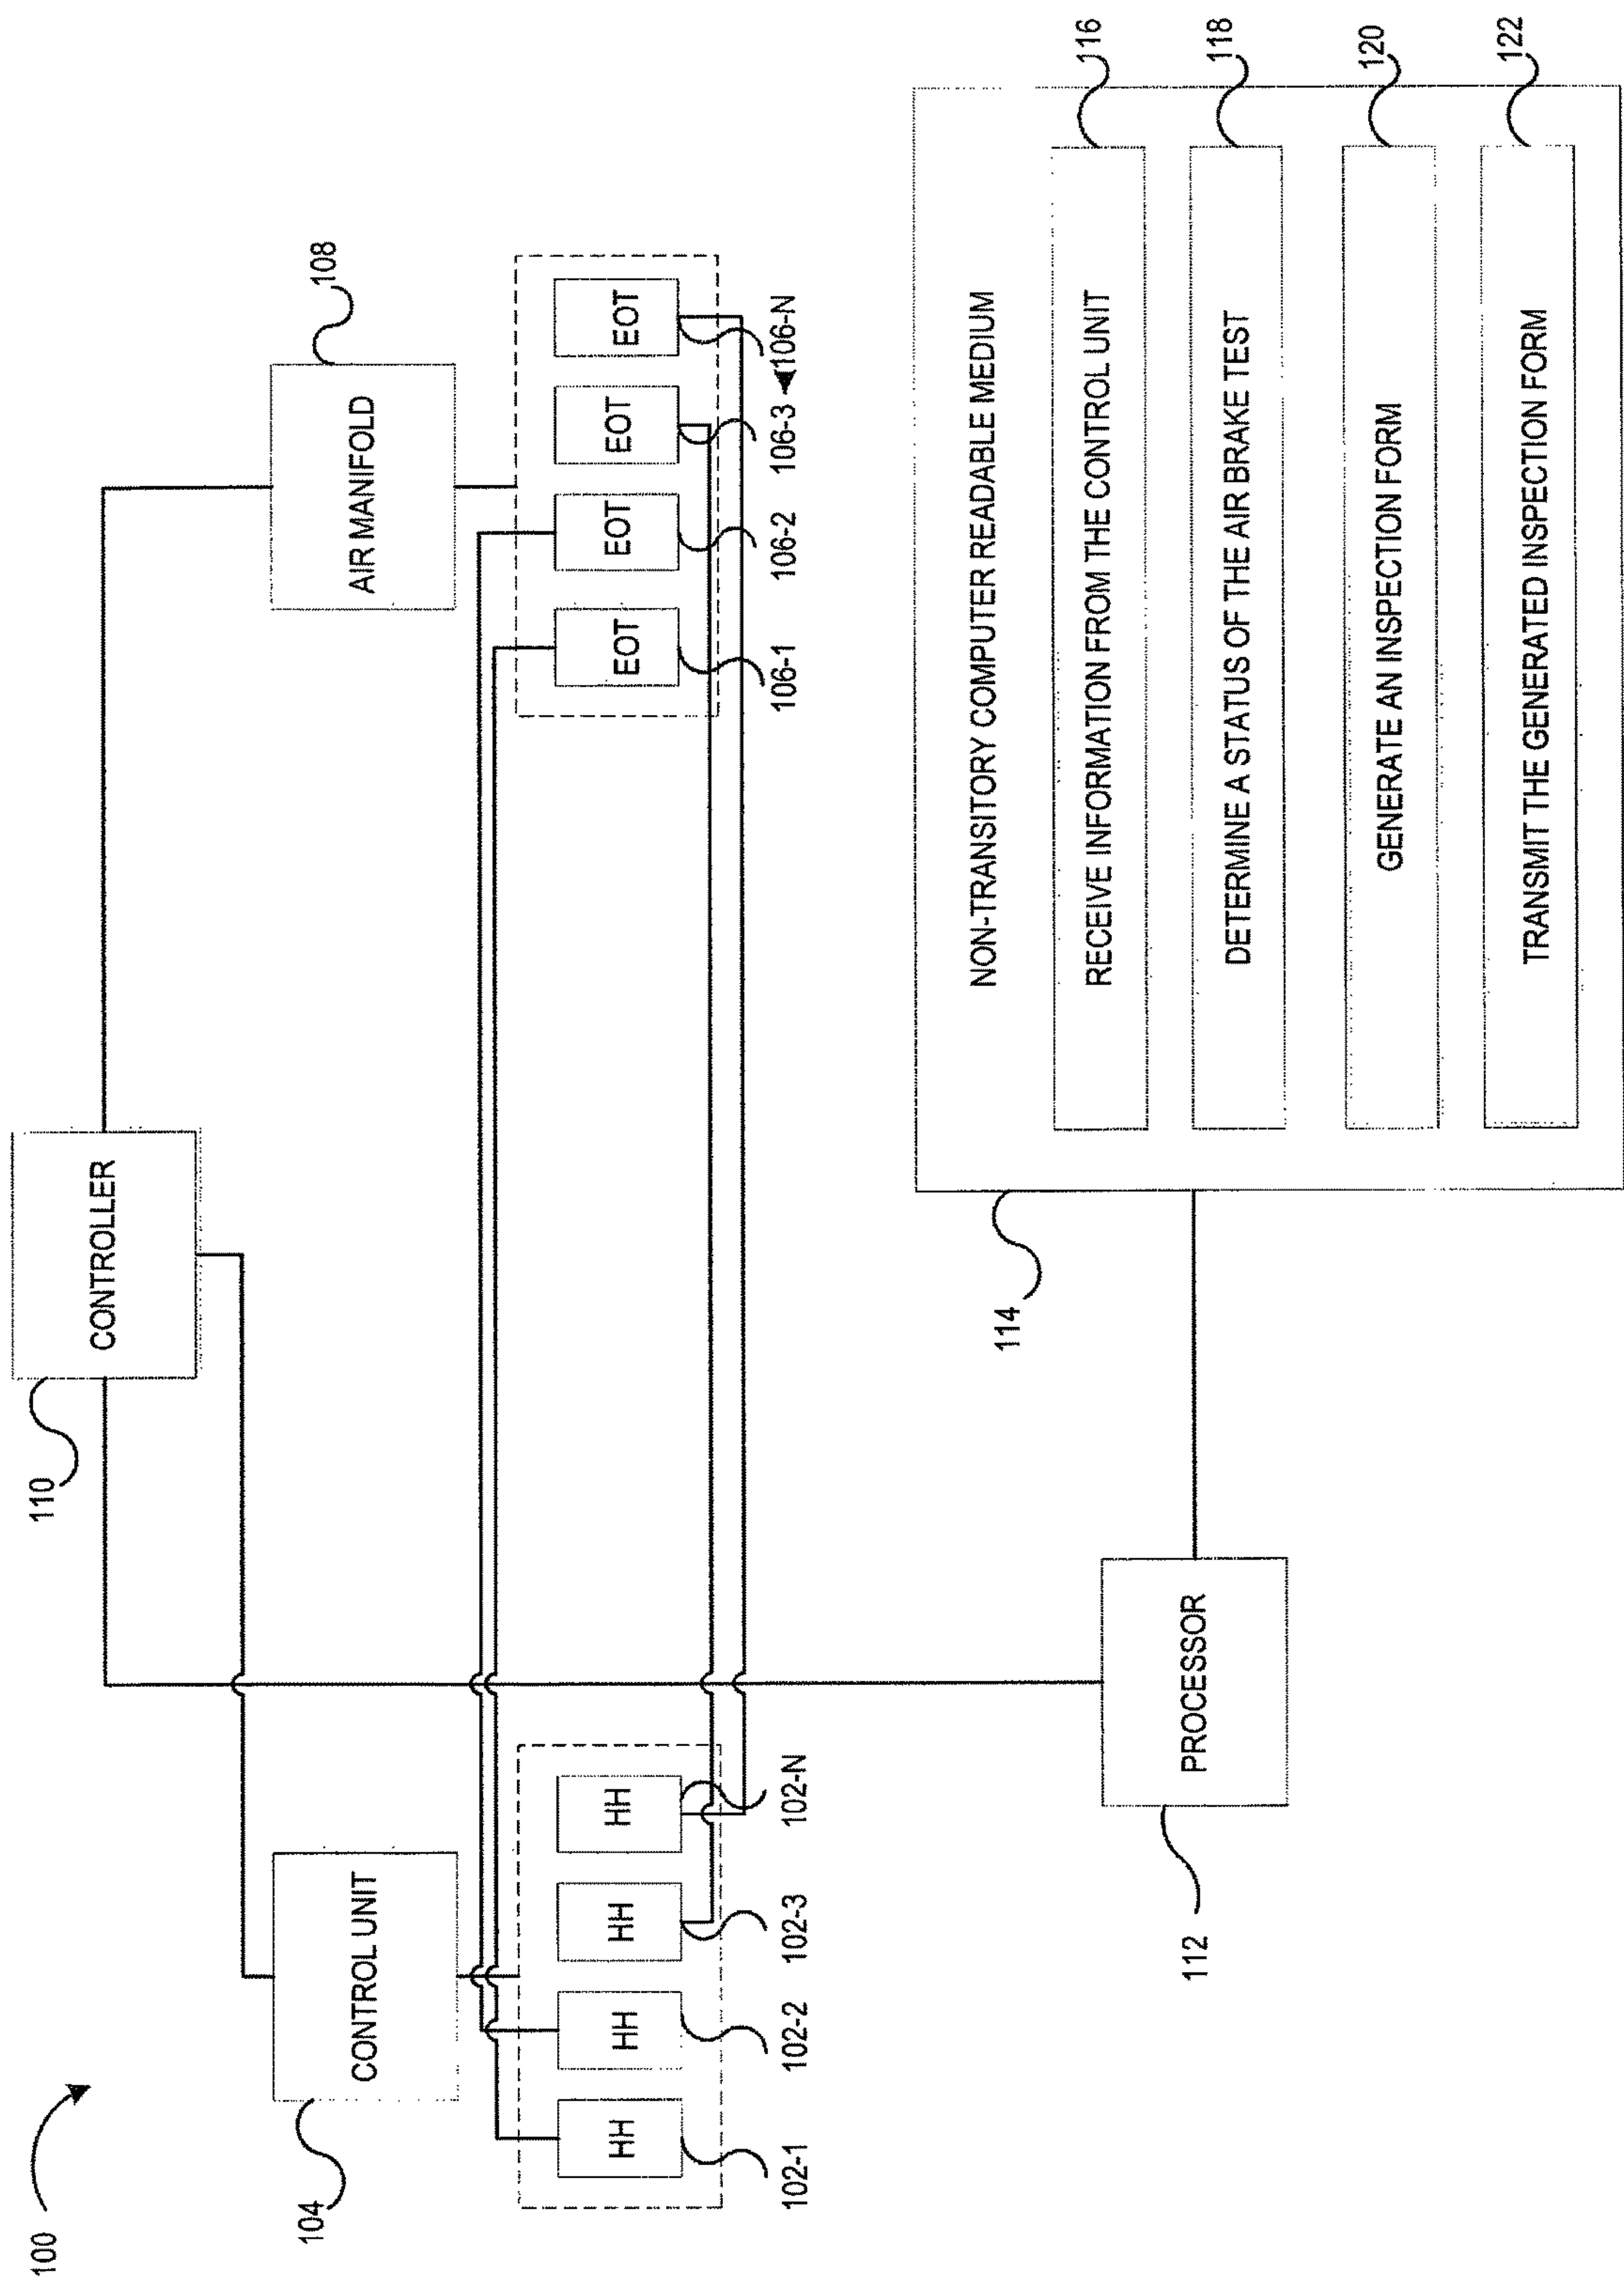 100
110
CONTROLLER
104
CONTROL UNIT
AIR MANIFOLD
108
HH
HH
HH
HH
102-1
102-2
102-3
102-N
EOT
EOT
EOT
EOT
106-1
106-2
106-3
106-N
112
PROCESSOR
114
NON-TRANSITORY COMPUTER READABLE MEDIUM
RECEIVE INFORMATION FROM THE CONTROL UNIT
116
DETERMINE A STATUS OF THE AIR BRAKE TEST
118
GENERATE AN INSPECTION FORM
120
TRANSMIT THE GENERATED INSPECTION FORM
122